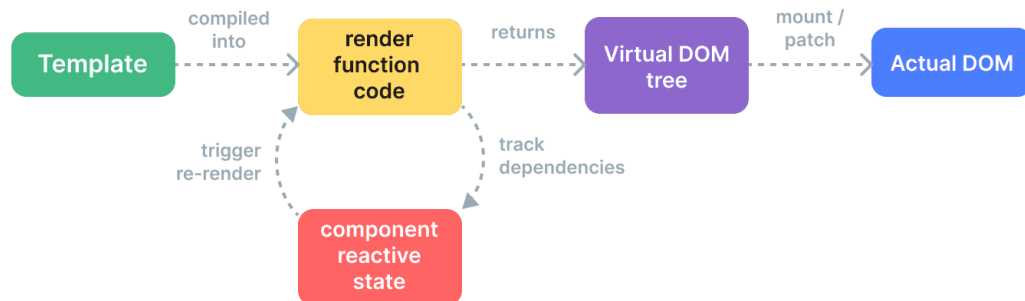 compiled
into
Template
render
function
code
returns
Virtual DOM
tree
mount /
patch
Actual DOM
trigger
re-render
track
dependencies
component
reactive
state